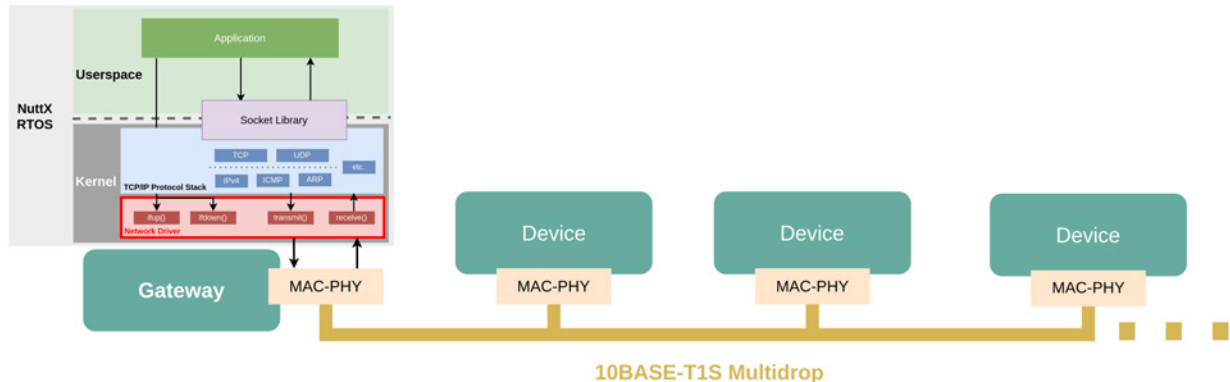 Application
Userspace
NuttX
RTOS
Socket Library
TCP
UDP
etc.
IPv4
ICMP
ARP
Kernel
TCP/IP Protocol Stack
ifup()
ifdown()
transmit()
receive()
Network Driver
Gateway
MAC-PHY
Device
MAC-PHY
Device
MAC-PHY
Device
MAC-PHY
10BASE-T1S Multidrop